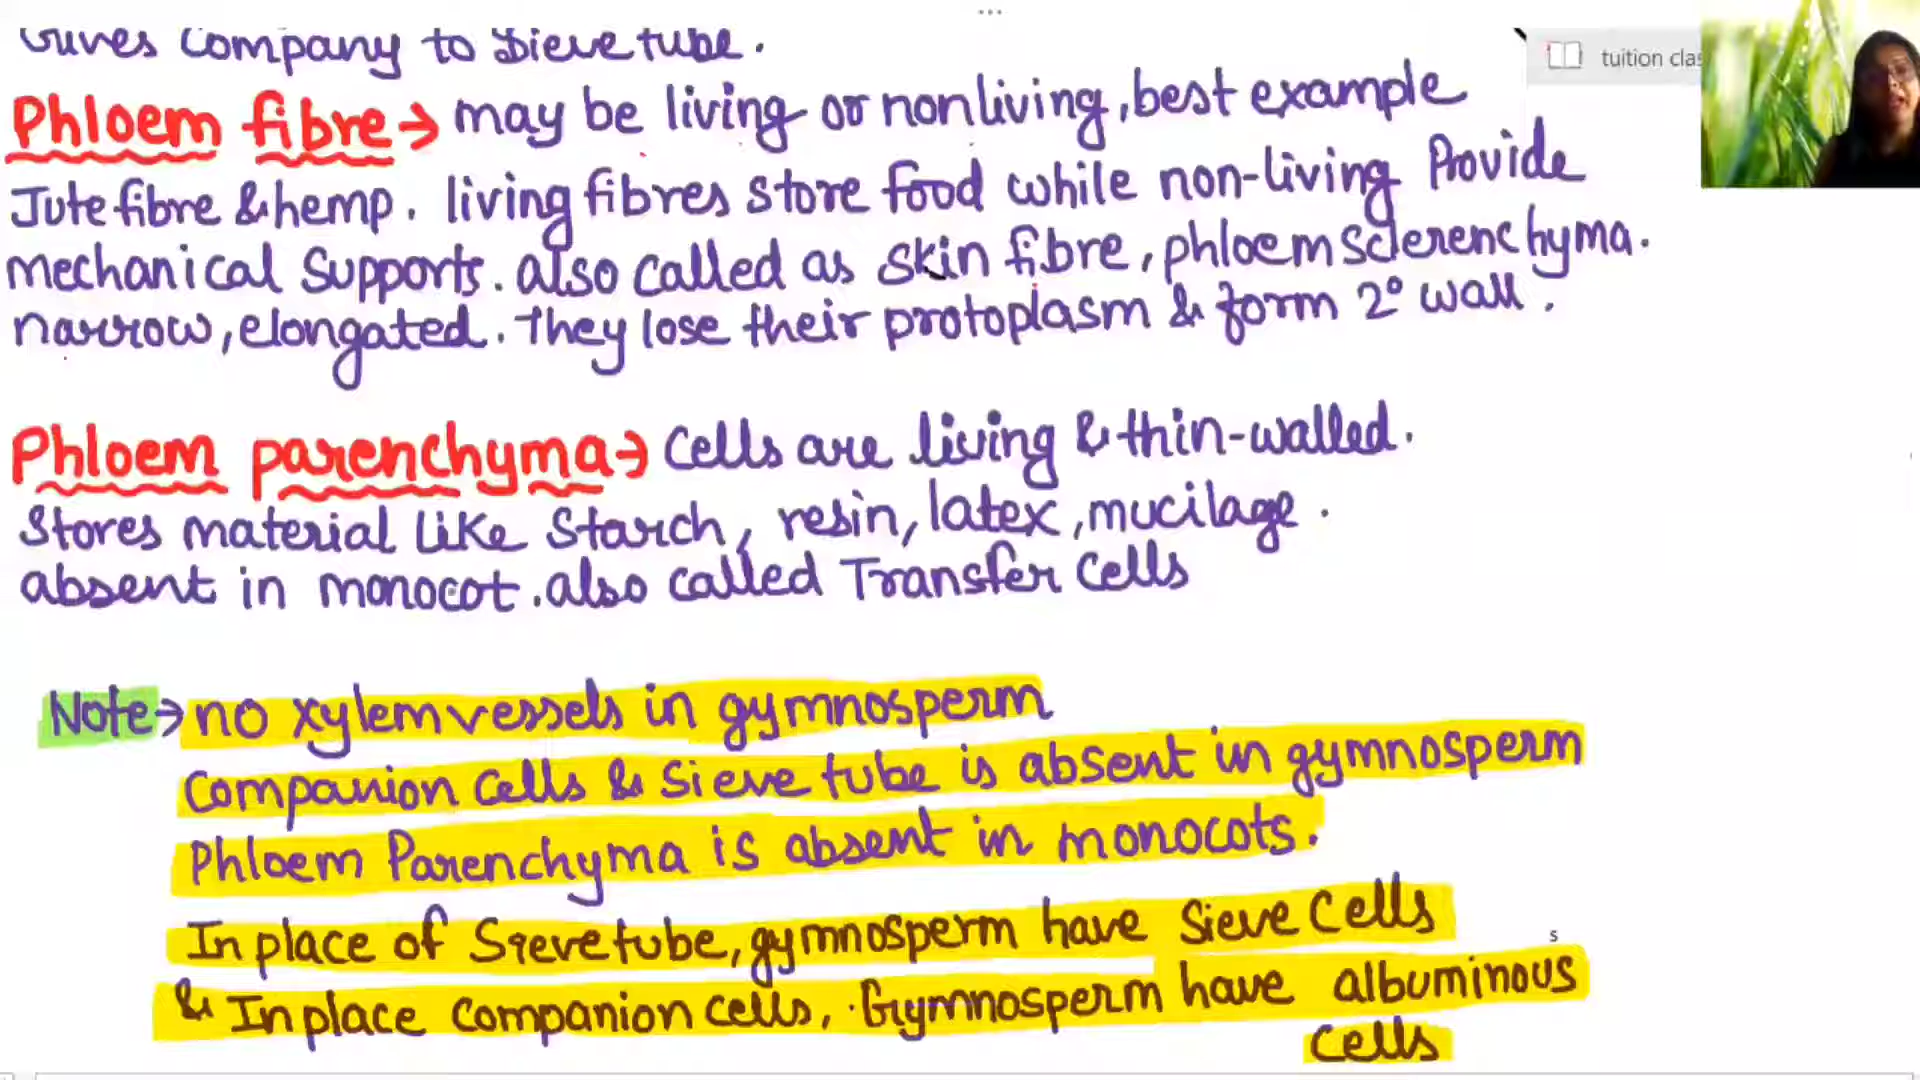 Gives company to Sieve tube.
tuition clas
Phloem fibre→ may be living or nonliving, best example
Jute fibre & hemp. living fibres store food while non-living Provide
mechanical supports. also called as skin fibre, phloem Sclerenchyma.
narrow, elongated. They lose their protoplasm & form 2° wall.
Phloem parenchyma→ Cells are living & thin-walled.
Stores material like Starch, resin, latex, mucilage.
absent in monocot. also called Transfer Cells
Note→ no xylem vessels in gymnosperm
Companion Cells & Sieve tube is absent in gymnosperm
Phloem Parenchyma is absent in monocots.
In place of Sieve tube, gymnosperm have Sieve Cells
s
& In place companion cells, Gymnosperm have albuminous
Cells